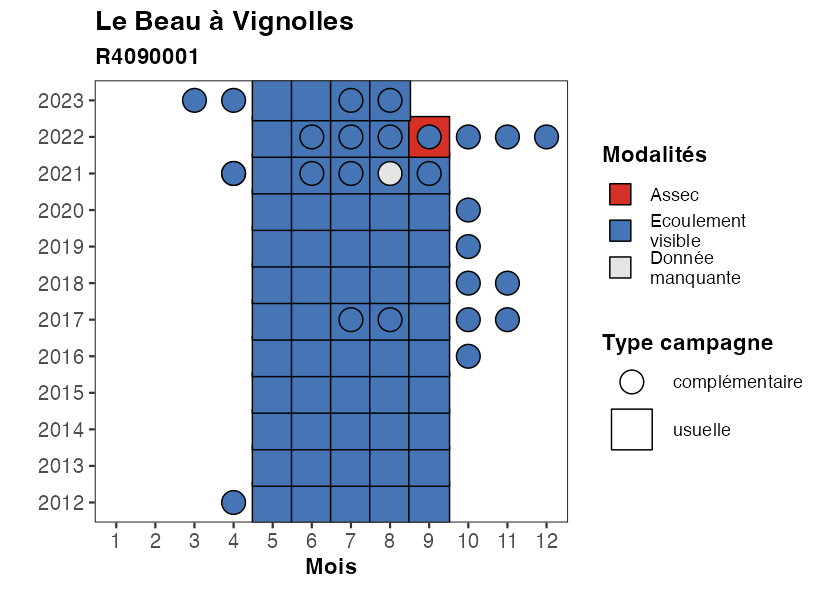 Le Beau à Vignolles
R4090001
2023
2022
2021
2020
2019
2018
2017
2016
2015
2014
2013
2012
1 2 3 4 5 6 7 8 9 10 11 12
Mois
Modalités
Assec
Ecoulement
visible
Donnée
manquante
Type campagne
complémentaire
usuelle